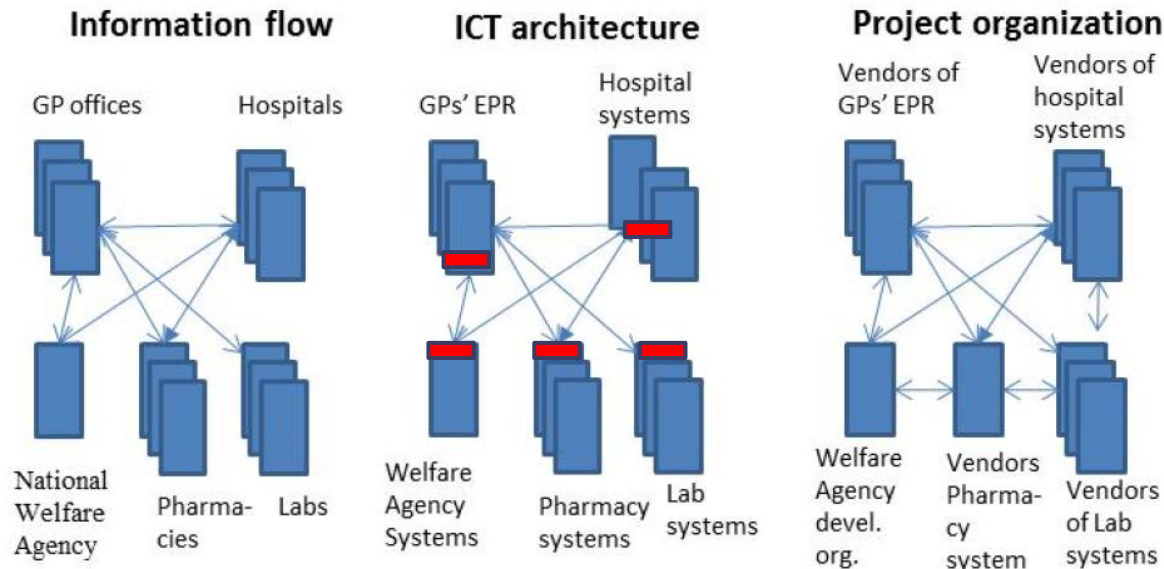 Information flow
GP offices
Hospitals
National
Welfare
Agency
Pharma-
cies
Labs
ICT architecture
GPs' EPR
Hospital
systems
Welfare
Agency
Systems
Pharmacy
systems
Lab
systems
Project organization
Vendors of
GPs' EPR
Vendors of
hospital
systems
Welfare
Agency
devel.
org.
Vendors
Pharma-
cy
system
Vendors
of Lab
systems